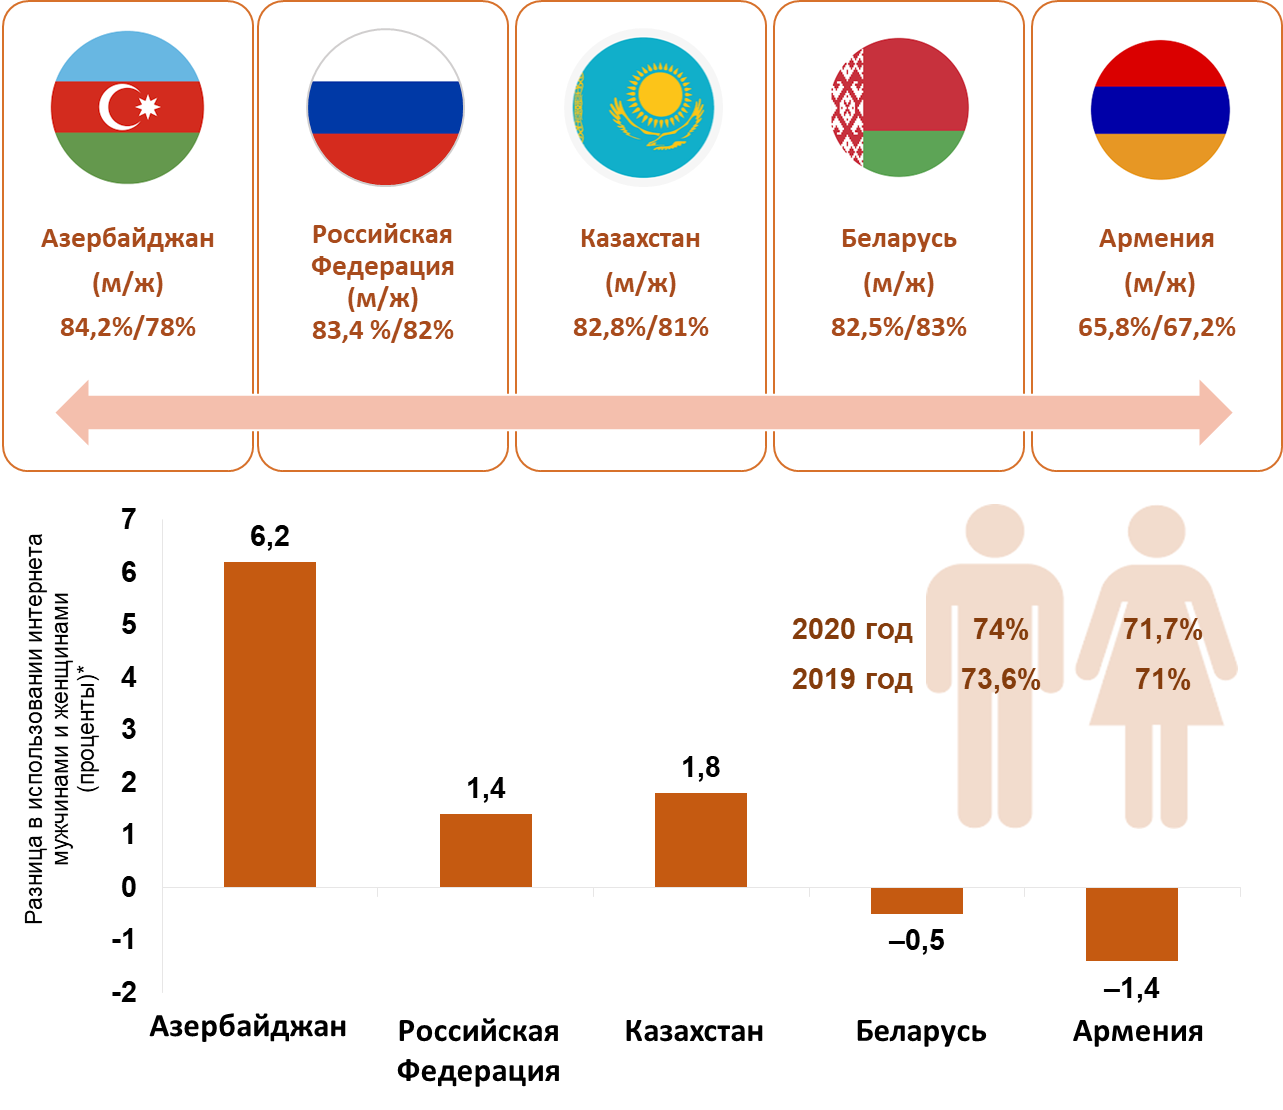 Азербайджан
(м/ж)
84,2%/78%
Российская
Федерация
(м/ж)
83,4 %/82%
Казахстан
(м/ж)
82,8%/81%
Беларусь
(м/ж)
82,5%/83%
Армения
(м/ж)
65,8%/67,2%
Разница в использовании интернета
мужчинами и женщинами
(проценты)*
7
6
5
4
3
2
1
0
-1
-2
6,2
1,4
1,8
–0,5
–1,4
2020 год 74% 71,7%
2019 год 73,6% 71%
Азербайджан
Российская
Федерация
Казахстан
Беларусь
Армения